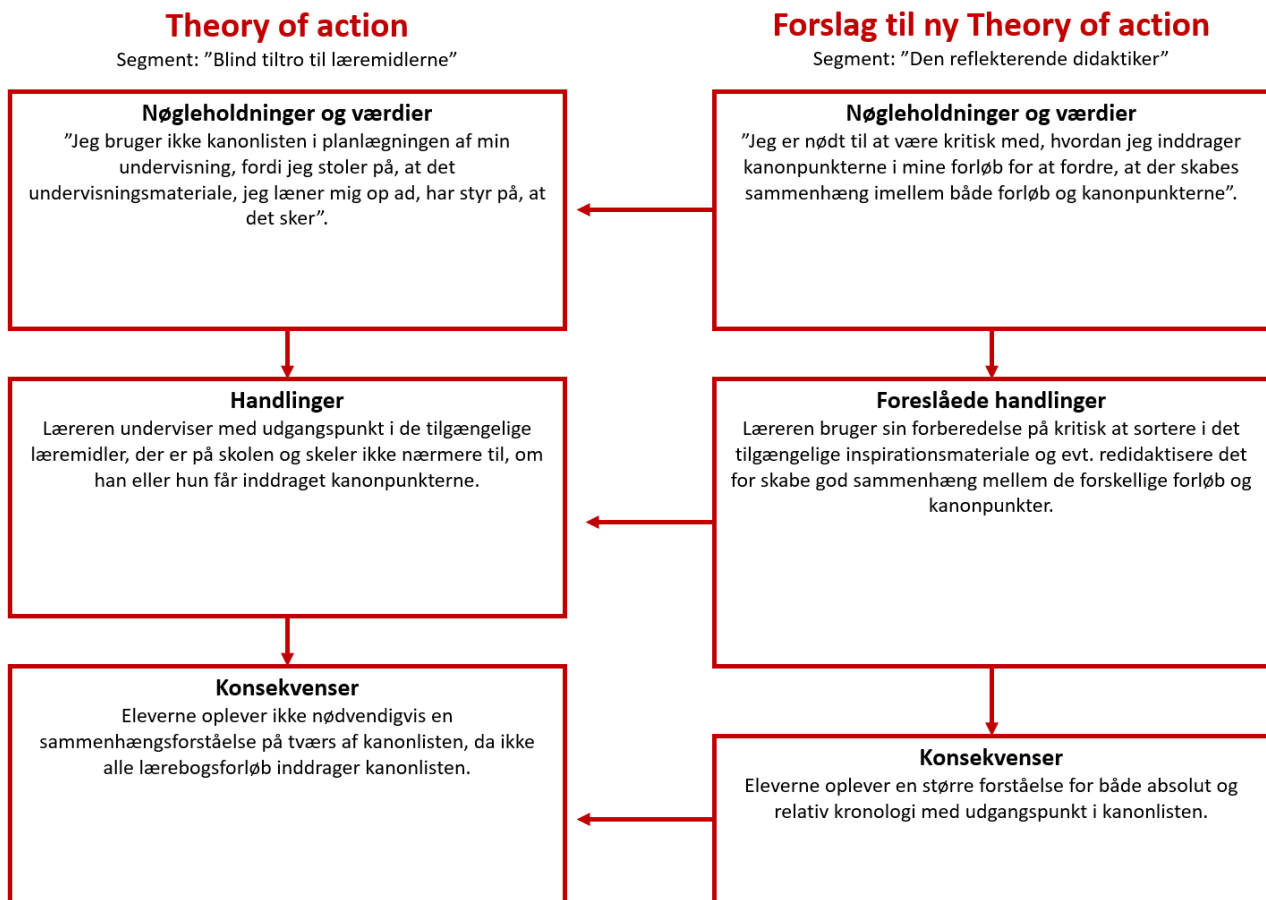 Theory of action
Segment: ”Blind tiltro til læremidlerne”
Nøgleholdninger og værdier
”Jeg bruger ikke kanonlisten i planlægningen af min
undervisning, fordi jeg stoler på, at det
undervisningsmateriale, jeg læner mig op ad, har styr på, at
det sker”.
Handlinger
Læreren underviser med udgangspunkt i de tilgængelige
læremidler, der er på skolen og skeler ikke nærmere til, om
han eller hun får inddraget kanonpunkterne.
Konsekvenser
Eleverne oplever ikke nødvendigvis en
sammenhængsforståelse på tværs af kanonlisten, da ikke
alle lærebogsforløb inddrager kanonlisten.
Forslag til ny Theory of action
Segment: ”Den reflekterende didaktiker”
Nøgleholdninger og værdier
”Jeg er nødt til at være kritisk med, hvordan jeg inddrager
kanonpunkterne i mine forløb for at fordre, at der skabes
sammenhæng imellem både forløb og kanonpunkterne”.
Foreslåede handlinger
Læreren bruger sin forberedelse på kritisk at sortere i det
tilgængelige inspirationsmateriale og evt. redidaktisere det
for skabe god sammenhæng mellem de forskellige forløb og
kanonpunkter.
Konsekvenser
Eleverne oplever en større forståelse for både absolut og
relativ kronologi med udgangspunkt i kanonlisten.